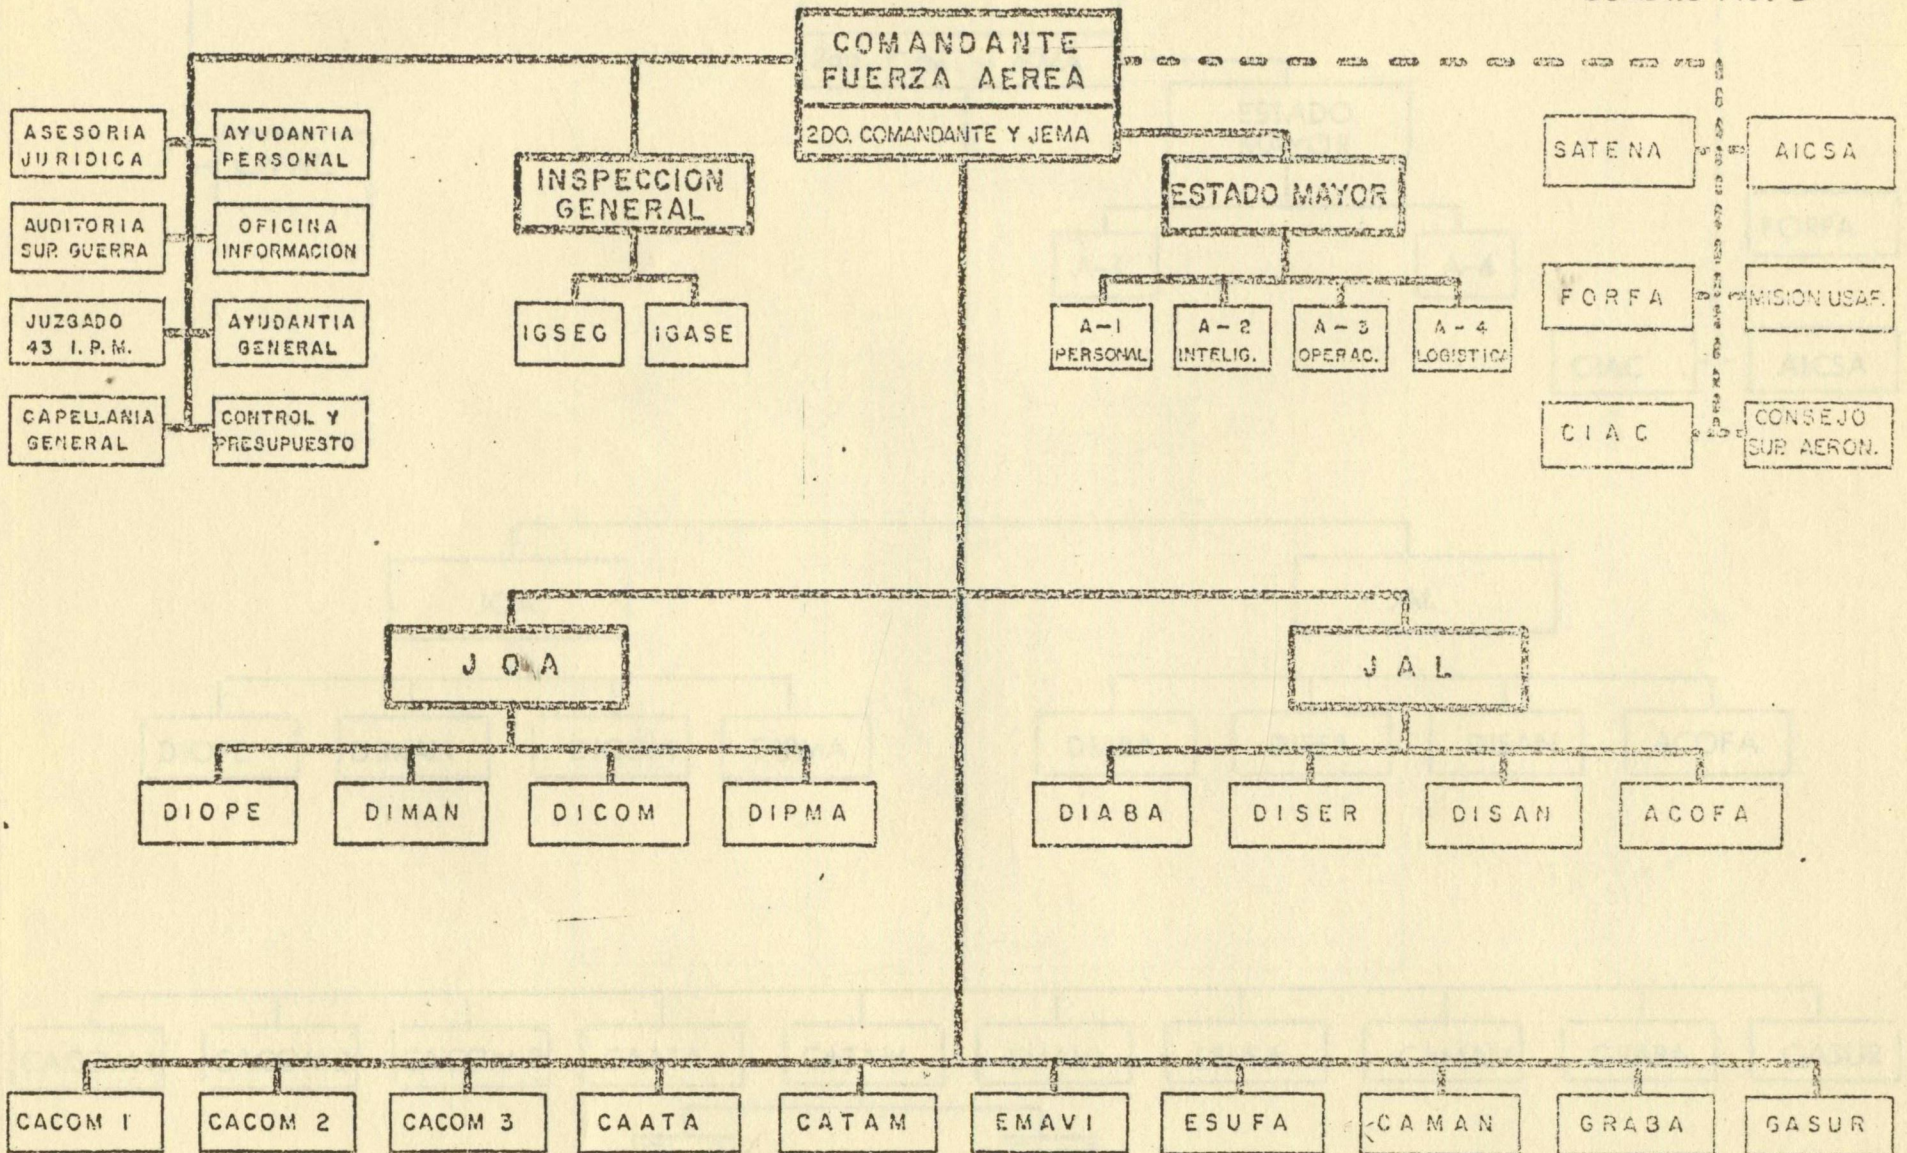 COMANDANTE
FUERZA AEREA
2DO. COMANDANTE Y JEMA
ASESORIA
JURIDICA
AYUDANTIA
PERSONAL
AUDITORIA
SUP. GUERRA
OFICINA
INFORMACION
JUZGADO
43 I.P.M.
AYUDANTIA
GENERAL
CAPELLANIA
GENERAL
CONTROL Y
PRESUPUESTO
INSPECCION
GENERAL
IGSEG
IGASE
ESTADO MAYOR
A-1
PERSONAL
A-2
INTELIG.
A-3
OPERAC.
A-4
LOGISTICA
SATENA
AICSA
FORFA
MISION USAF.
CIAC
CONSEJO
SUP. AERON.
JOA
JAL
DIOPE
DIMAN
DICOM
DIPMA
DIABA
DISER
DISAN
ACOFA
CACOM 1
CACOM 2
CACOM 3
CAATA
CATAM
EMAVI
ESUFA
CAMAN
GRABA
GASUR